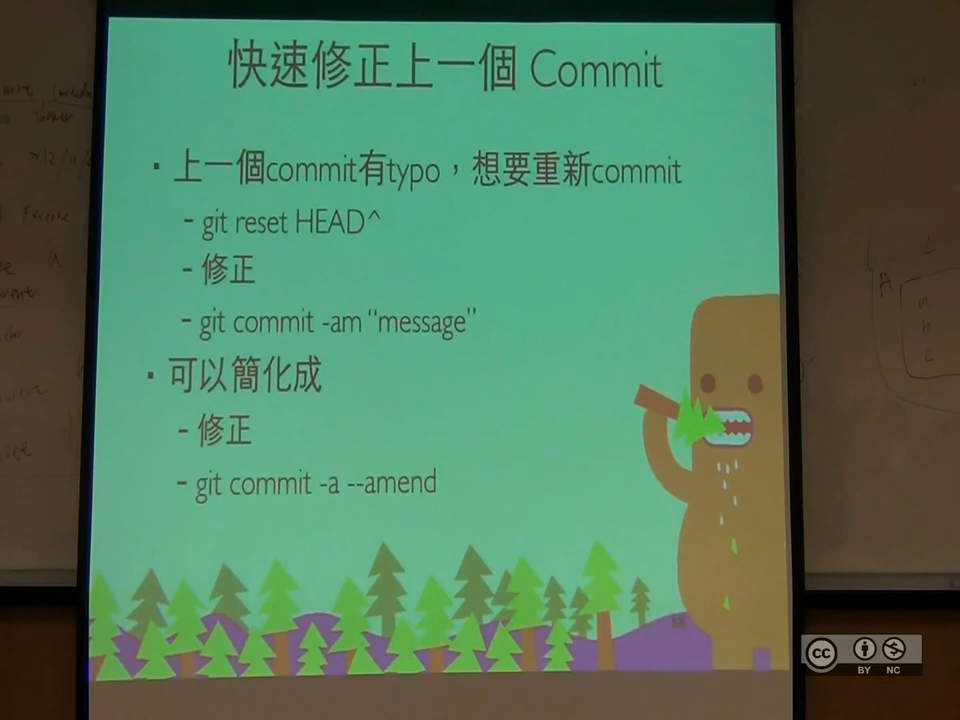 快速修正上一個 Commit
· 上一個commit有typo，想要重新commit
- git reset HEAD^
- 修正
- git commit -am “message”
· 可以簡化成
- 修正
- git commit -a --amend
cc
BY NC